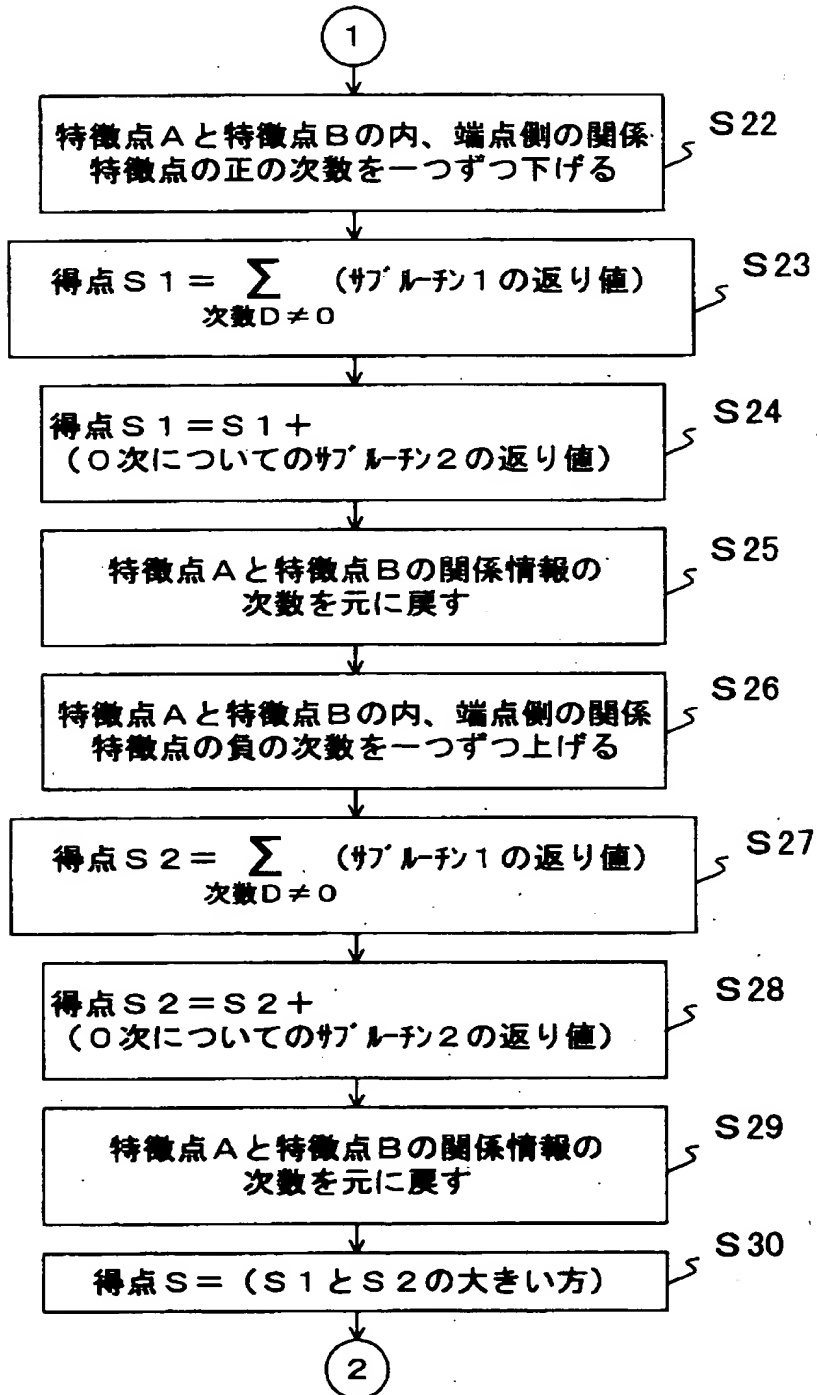 1
特徴点Aと特徴点Bの内、端点側の関係
特徴点の正の次数を一つずつ下げる
S22
得点S1=Σ(サブルーチン1の返り値)
次数D≠0
S23
得点S1=S1+
(0次についてのサブルーチン2の返り値)
S24
特徴点Aと特徴点Bの関係情報の
次数を元に戻す
S25
特徴点Aと特徴点Bの内、端点側の関係
特徴点の負の次数を一つずつ上げる
S26
得点S2=Σ(サブルーチン1の返り値)
次数D≠0
S27
得点S2=S2+
(0次についてのサブルーチン2の返り値)
S28
特徴点Aと特徴点Bの関係情報の
次数を元に戻す
S29
得点S=(S1とS2の大きい方)
S30
2